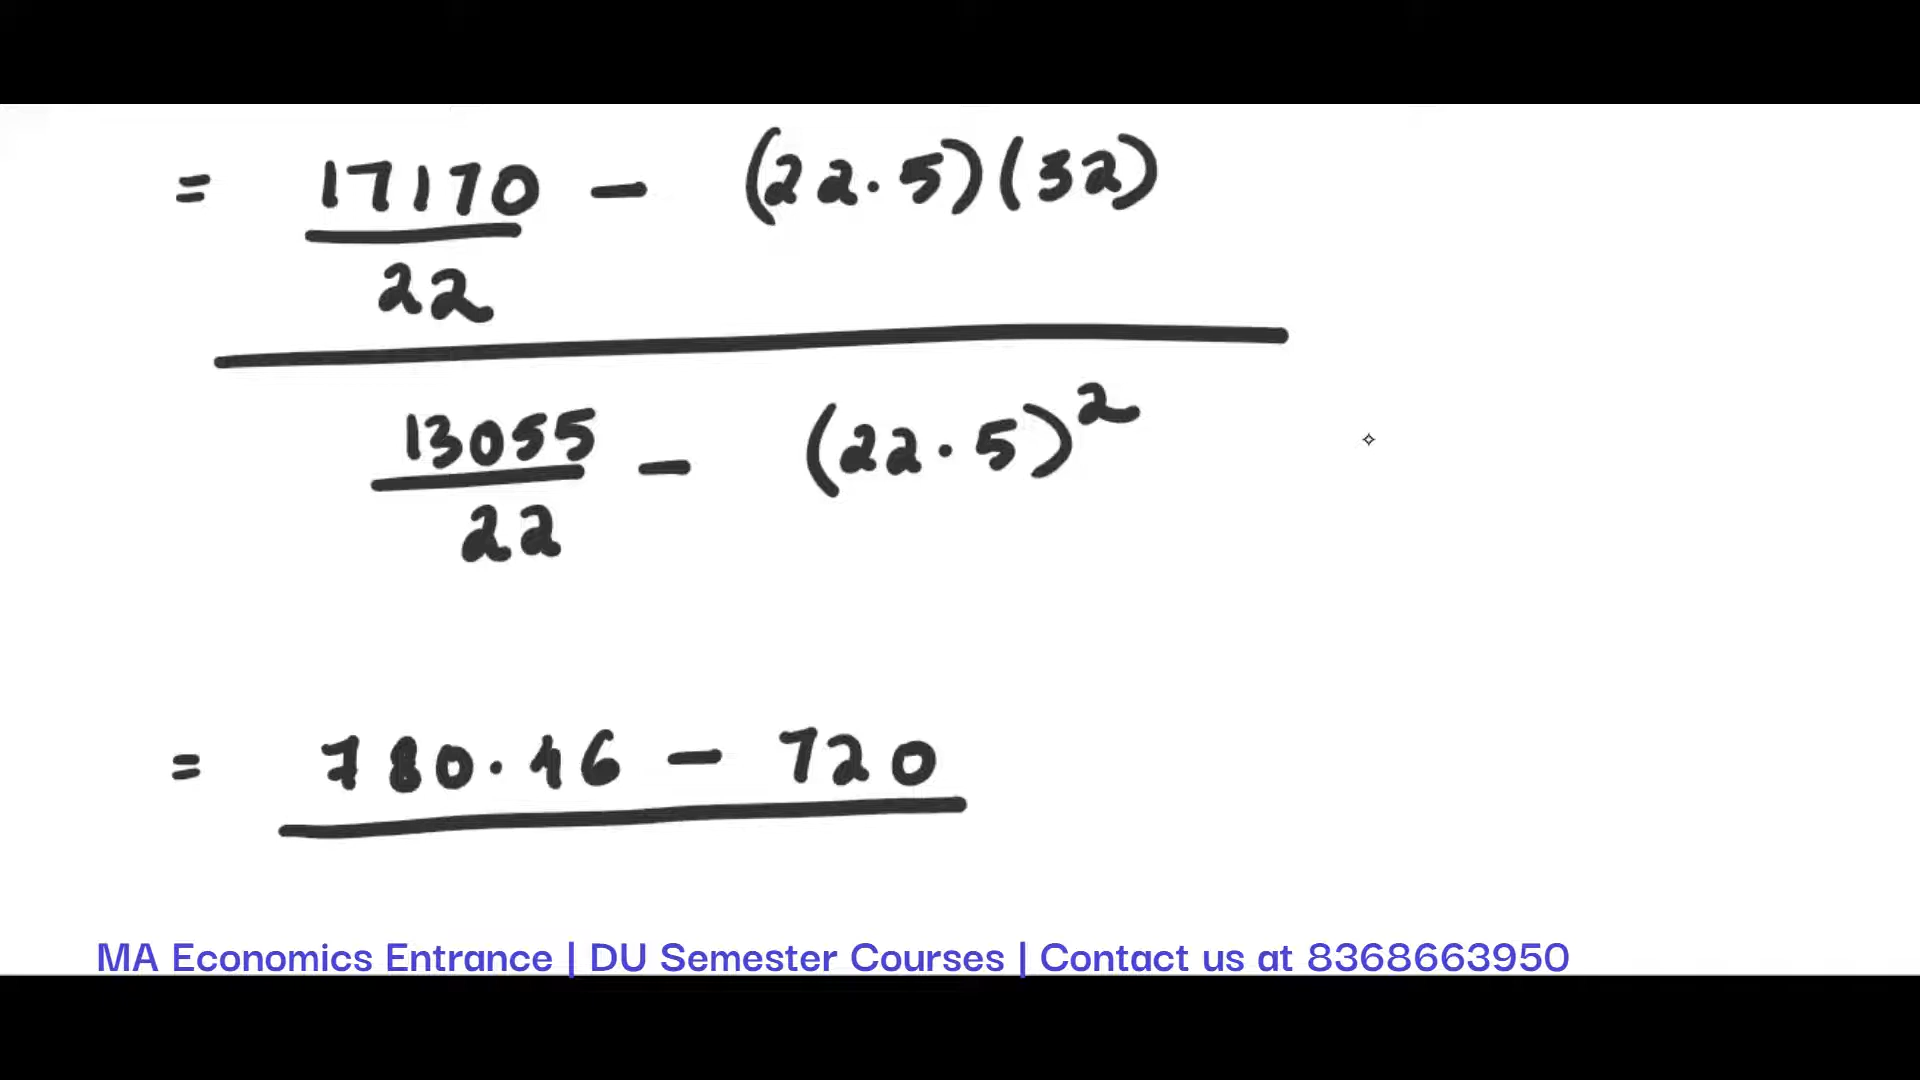 = 17170 - (22.5)(32)
22
13055 - (22.5)²
22
= 780.46 - 720
MA Economics Entrance | DU Semester Courses | Contact us at 8368663950